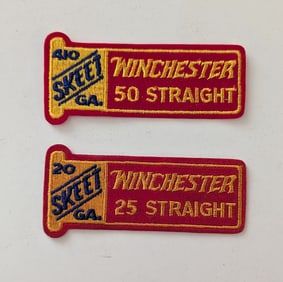 410
SKEET
GA.
WINCHESTER
50 STRAIGHT
20
SKEET
GA.
WINCHESTER
25 STRAIGHT